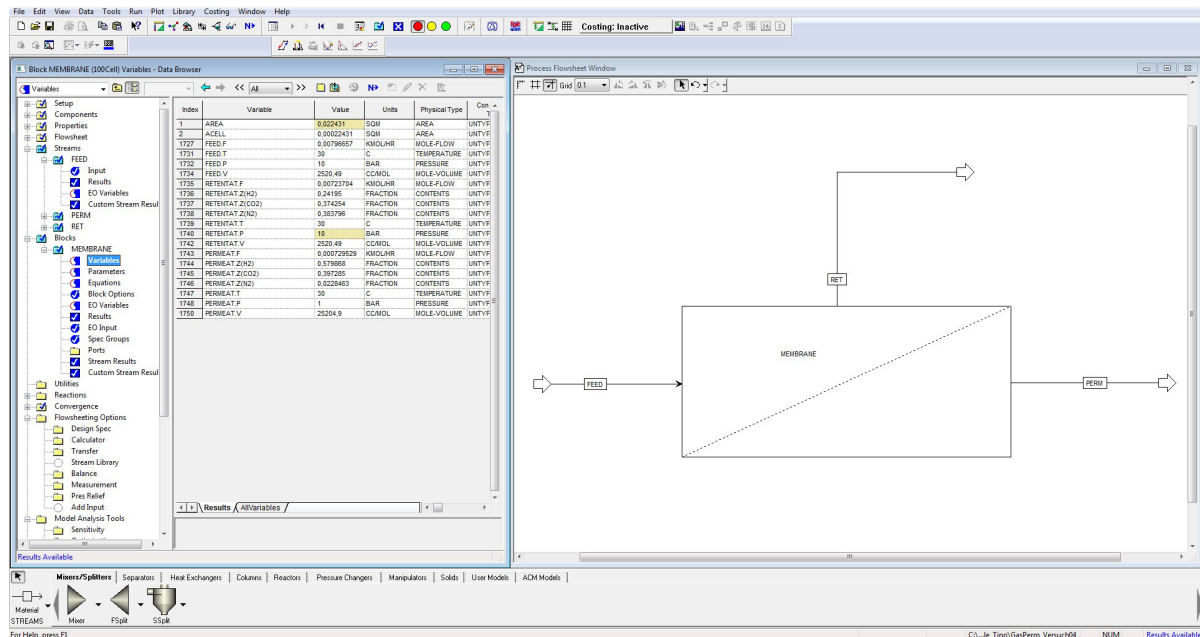 File Edit View Data Tools Run Plot Library Costing Window Help
Costing: Inactive
Block MEMBRANE (100Cell) Variables - Data Browser
Variables
<< All >> N>
Setup
Components
Properties
Flowsheet
Streams
FEED
Input
Results
EO Variables
Custom Stream Resul
PERM
RET
Blocks
MEMBRANE
Variables
Parameters
Equations
Block Options
EO Variables
Results
EO Input
Spec Groups
Ports
Stream Results
Custom Stream Resul
Utilities
Reactions
Convergence
Flowsheeting Options
Design Spec
Calculator
Transfer
Stream Library
Balance
Measurement
Pres Relief
Add Input
Model Analysis Tools
Sensitivity
Results Available
Index Variable Value Units Physical Type Con
1 AREA 0,022431 SQM AREA UNTYF
2 ACELL 0,00022431 SQM AREA UNTYF
1727 FEED.F 0,00796657 KMOL/HR MOLE-FLOW UNTYF
1731 FEED.T 30 C TEMPERATURE UNTYF
1732 FEED.P 10 BAR PRESSURE UNTYF
1734 FEED.V 2520,49 CC/MOL MOLE-VOLUME UNTYF
1735 RETENTAT.F 0,00723704 KMOL/HR MOLE-FLOW UNTYF
1736 RETENTAT.Z(H2) 0,24195 FRACTION CONTENTS UNTYF
1737 RETENTAT.Z(CO2) 0,374254 FRACTION CONTENTS UNTYF
1738 RETENTAT.Z(N2) 0,383796 FRACTION CONTENTS UNTYF
1739 RETENTAT.T 30 C TEMPERATURE UNTYF
1740 RETENTAT.P 10 BAR PRESSURE UNTYF
1742 RETENTAT.V 2520,49 CC/MOL MOLE-VOLUME UNTYF
1743 PERMEAT.F 0,000729529 KMOL/HR MOLE-FLOW UNTYF
1744 PERMEAT.Z(H2) 0,579868 FRACTION CONTENTS UNTYF
1745 PERMEAT.Z(CO2) 0,397285 FRACTION CONTENTS UNTYF
1746 PERMEAT.Z(N2) 0,0228463 FRACTION CONTENTS UNTYF
1747 PERMEAT.T 30 C TEMPERATURE UNTYF
1748 PERMEAT.P 1 BAR PRESSURE UNTYF
1750 PERMEAT.V 25204,9 CC/MOL MOLE-VOLUME UNTYF
Results AllVariables
Process Flowsheet Window
Grid 0.1
RET
MEMBRANE
FEED
PERM
Mixers/Splitters Separators Heat Exchangers Columns Reactors Pressure Changers Manipulators Solids User Models ACM Models
Material
STREAMS Mixer FSplit SSplit
For Help, press F1 C:\...le_Tino\GasPerm_Versuch04 NUM Results Available